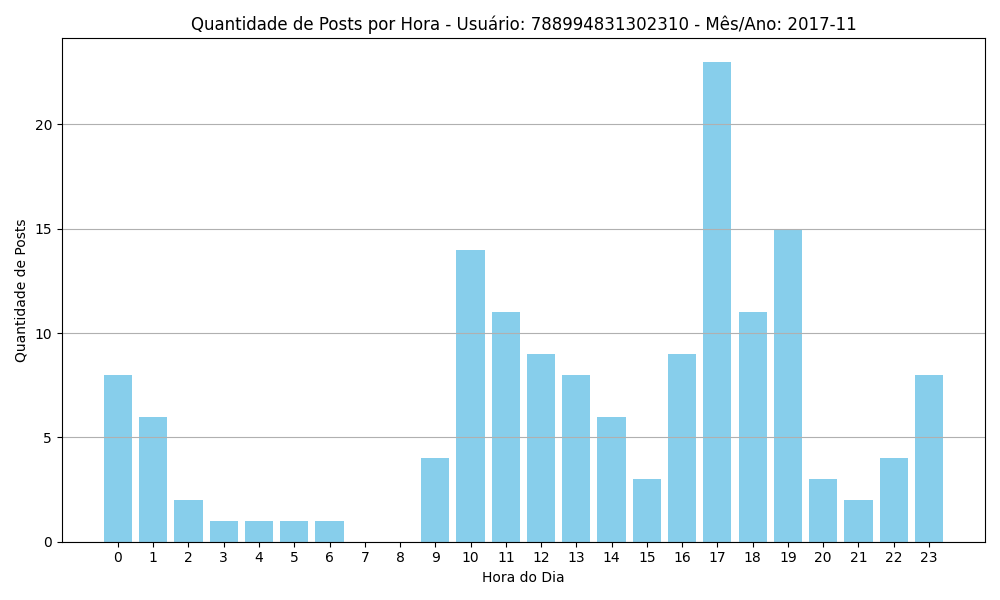 Quantidade de Posts por Hora - Usuário: 788994831302310 - Mês/Ano: 2017-11
Quantidade de Posts
20
15
10
5
0
0 1 2 3 4 5 6 7 8 9 10 11 12 13 14 15 16 17 18 19 20 21 22 23
Hora do Dia